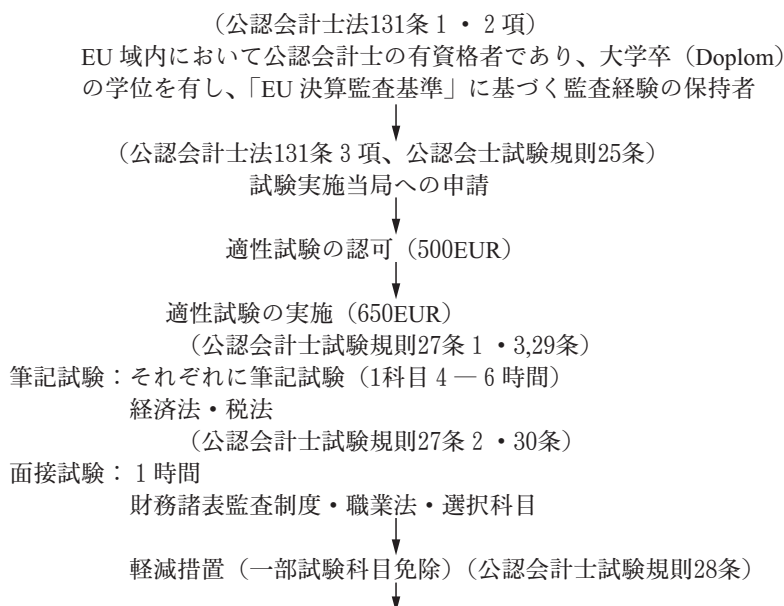 （公認会計士法131条1・2項）
EU 域内において公認会計士の有資格者であり、大学卒（Doplom）
の学位を有し、「EU 決算監査基準」に基づく監査経験の保持者
（公認会計士法131条3項、公認会士試験規則25条）
試験実施当局への申請
適性試験の認可（500EUR）
適性試験の実施（650EUR）
（公認会計士試験規則27条1・3,29条）
筆記試験：それぞれに筆記試験（1科目4―6時間）
経済法・税法
（公認会計士試験規則27条2・30条）
面接試験：1時間
財務諸表監査制度・職業法・選択科目
軽減措置（一部試験科目免除）（公認会計士試験規則28条）